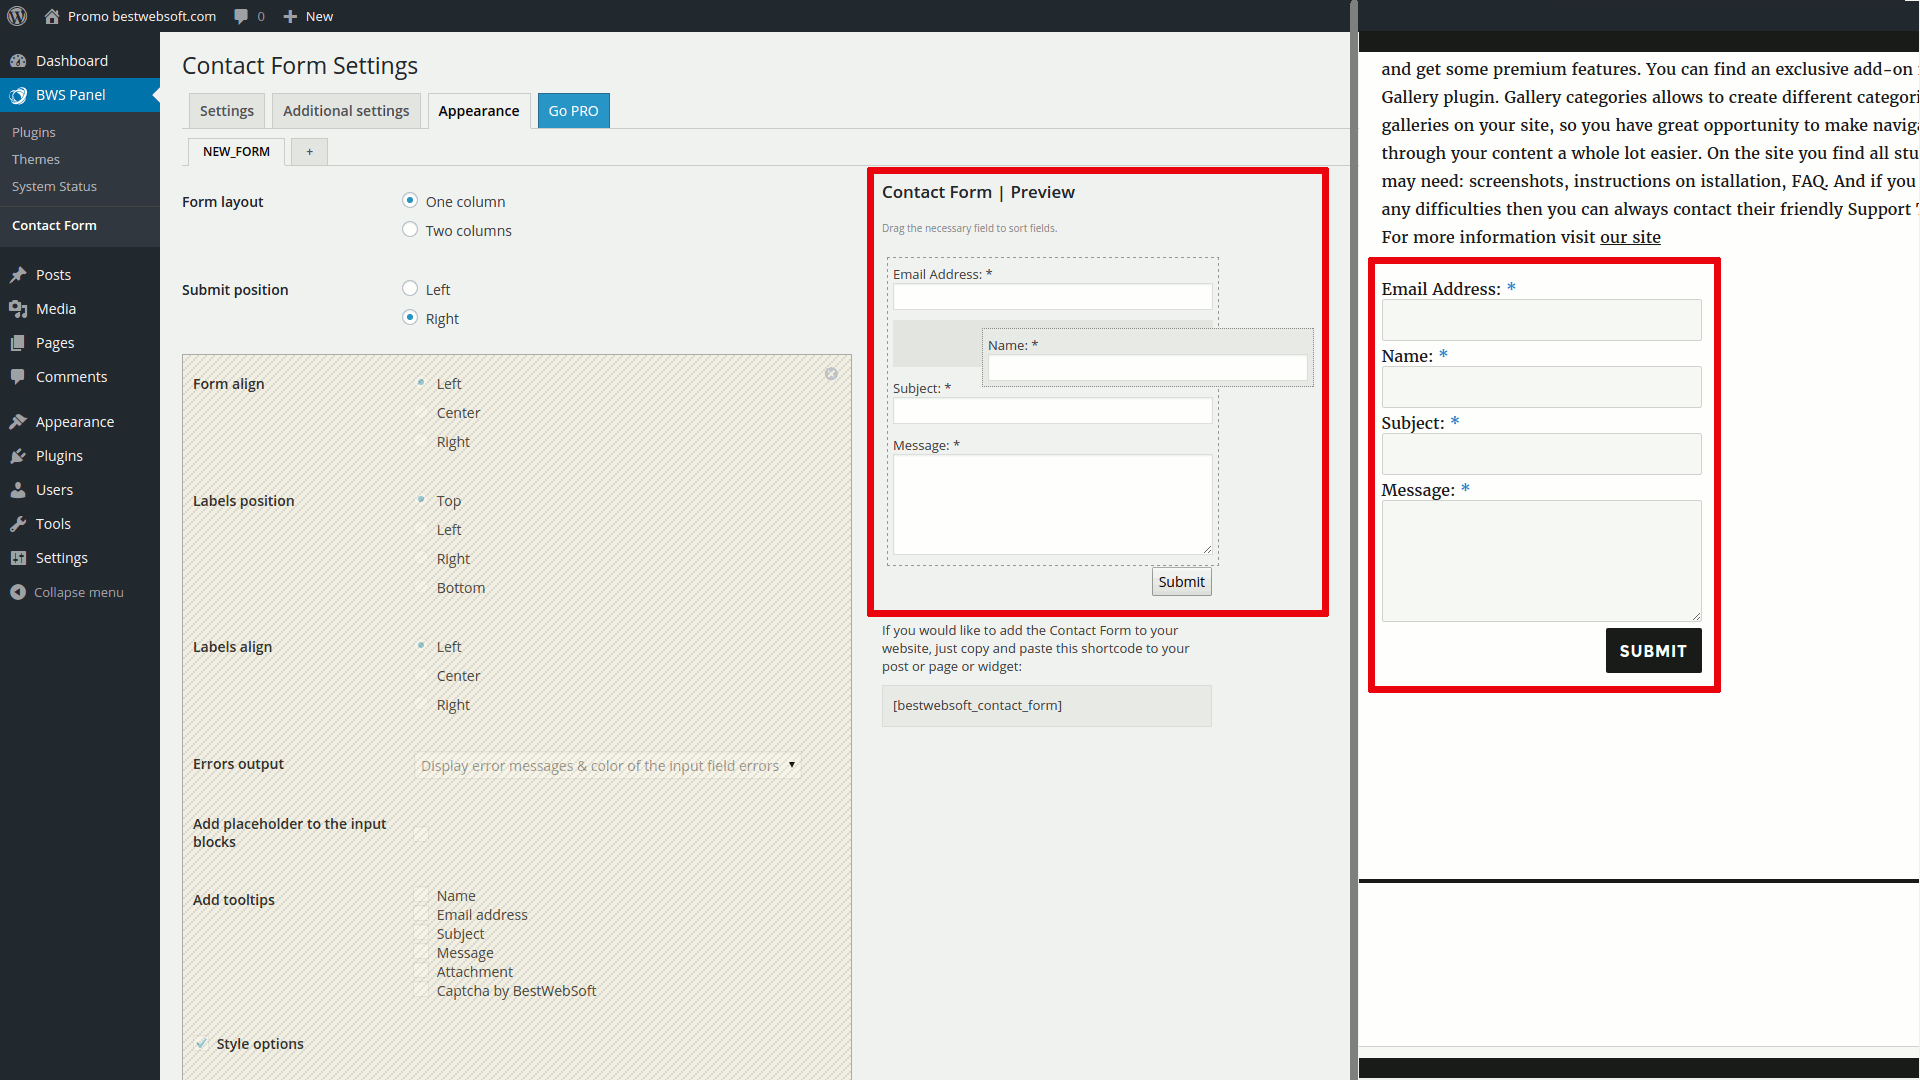 Promo bestwebsoft.com 0 New
Dashboard
BWS Panel
Plugins
Themes
System Status
Contact Form
Posts
Media
Pages
Comments
Appearance
Plugins
Users
Tools
Settings
Collapse menu
Contact Form Settings
Settings Additional settings Appearance Go PRO
NEW_FORM +
Form layout
One column
Two columns
Submit position
Left
Right
Form align
Left
Center
Right
Labels position
Top
Left
Right
Bottom
Labels align
Left
Center
Right
Errors output
Display error messages & color of the input field errors
Add placeholder to the input
blocks
Add tooltips
Name
Email address
Subject
Message
Attachment
Captcha by BestWebSoft
Style options
Contact Form | Preview
Drag the necessary field to sort fields.
Email Address: *
Name: *
Subject: *
Message: *
Submit
If you would like to add the Contact Form to your
website, just copy and paste this shortcode to your
post or page or widget:
[bestwebsoft_contact_form]
and get some premium features. You can find an exclusive add-on
Gallery plugin. Gallery categories allows to create different categori
galleries on your site, so you have great opportunity to make naviga
through your content a whole lot easier. On the site you find all stu
may need: screenshots, instructions on istallation, FAQ. And if you
any difficulties then you can always contact their friendly Support T
For more information visit our site
Email Address: *
Name: *
Subject: *
Message: *
SUBMIT